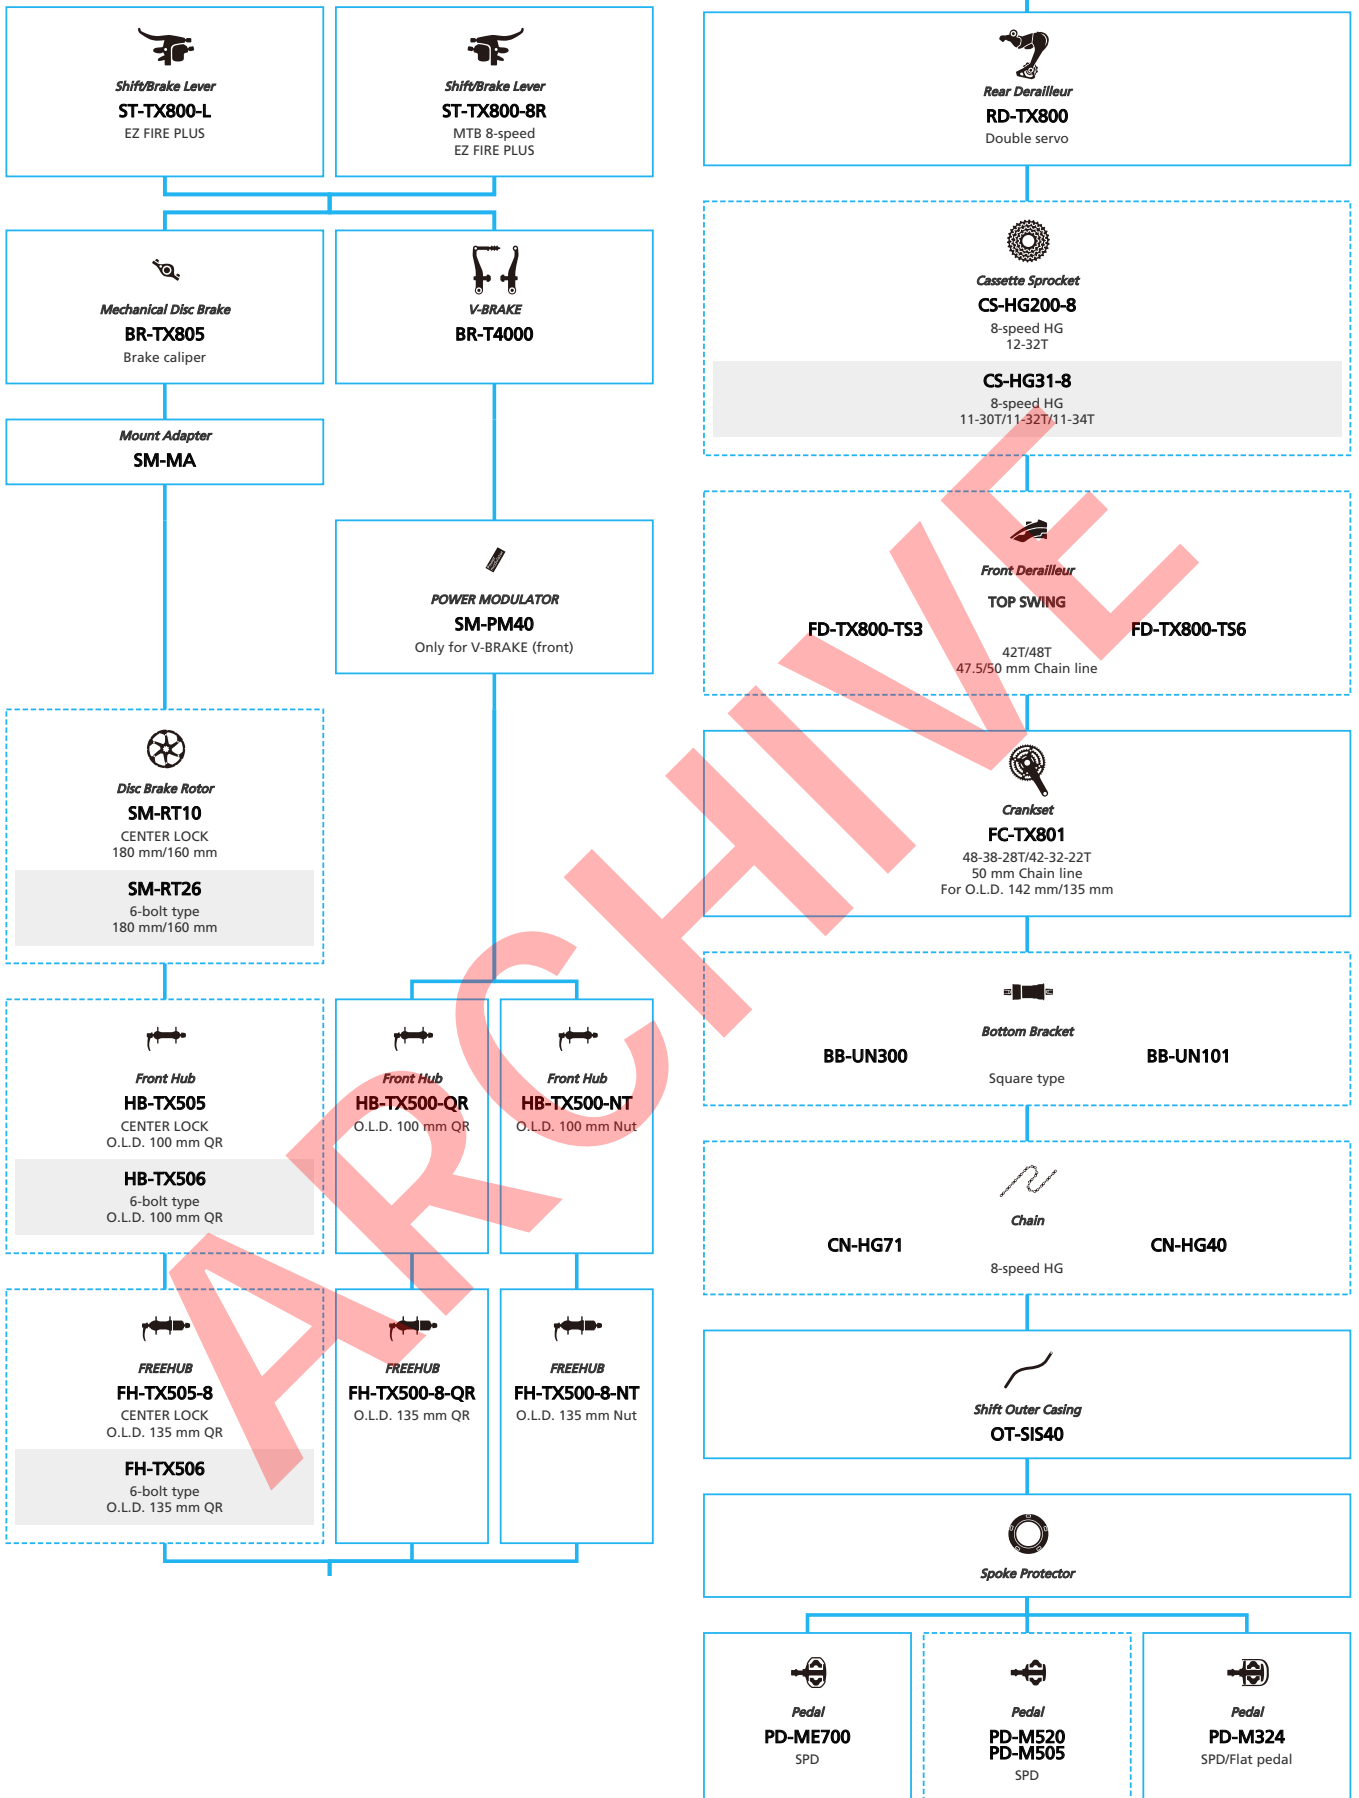 Shift/Brake Lever
ST-TX800-L
EZ FIRE PLUS
Shift/Brake Lever
ST-TX800-8R
MTB 8-speed
EZ FIRE PLUS
Mechanical Disc Brake
BR-TX805
Brake caliper
V-BRAKE
BR-T4000
Mount Adapter
SM-MA
POWER MODULATOR
SM-PM40
Only for V-BRAKE (front)
Disc Brake Rotor
SM-RT10
CENTER LOCK
180 mm/160 mm
SM-RT26
6-bolt type
180 mm/160 mm
Front Hub
HB-TX505
CENTER LOCK
O.L.D. 100 mm QR
HB-TX506
6-bolt type
O.L.D. 100 mm QR
Front Hub
HB-TX500-QR
O.L.D. 100 mm QR
Front Hub
HB-TX500-NT
O.L.D. 100 mm Nut
FREEHUB
FH-TX505-8
CENTER LOCK
O.L.D. 135 mm QR
FH-TX506
6-bolt type
O.L.D. 135 mm QR
FREEHUB
FH-TX500-8-QR
O.L.D. 135 mm QR
FREEHUB
FH-TX500-8-NT
O.L.D. 135 mm Nut
Rear Derailleur
RD-TX800
Double servo
Cassette Sprocket
CS-HG200-8
8-speed HG
12-32T
CS-HG31-8
8-speed HG
11-30T/11-32T/11-34T
Front Derailleur
TOP SWING
FD-TX800-TS3
FD-TX800-TS6
42T/48T
47.5/50 mm Chain line
Crankset
FC-TX801
48-38-28T/42-32-22T
50 mm Chain line
For O.L.D. 142 mm/135 mm
Bottom Bracket
BB-UN300
BB-UN101
Square type
Chain
CN-HG71
CN-HG40
8-speed HG
Shift Outer Casing
OT-SIS40
Spoke Protector
Pedal
PD-ME700
SPD
Pedal
PD-M520
PD-M505
SPD
Pedal
PD-M324
SPD/Flat pedal
ARCHIVE